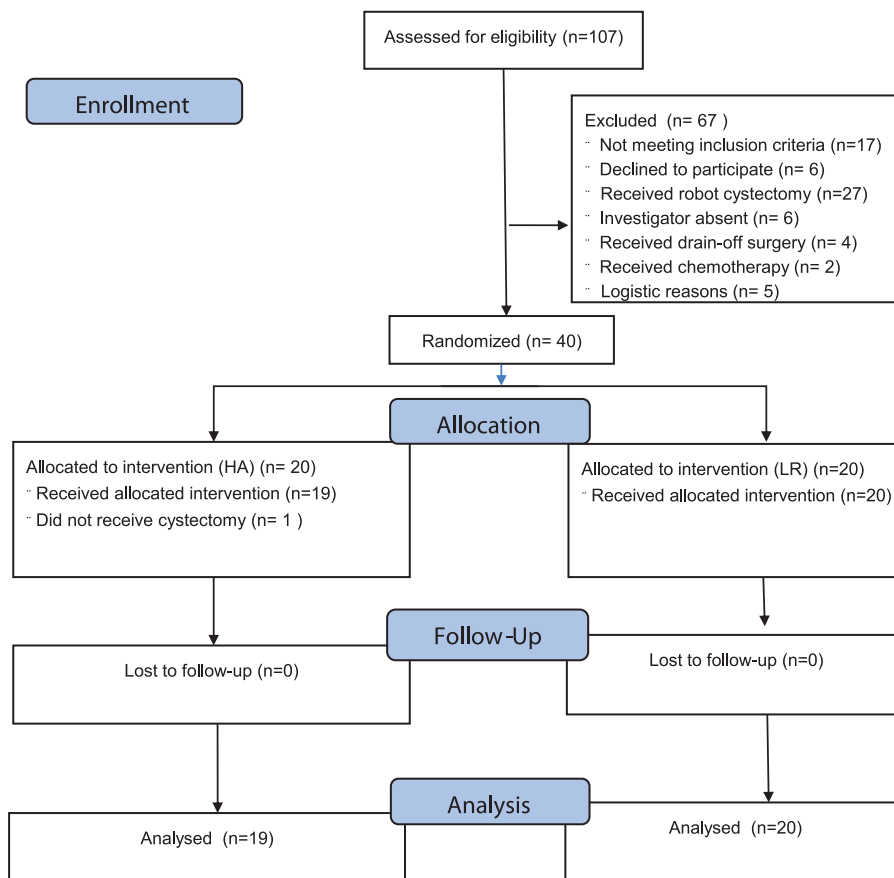 Assessed for eligibility (n=107)
Enrollment
Excluded  (n= 67 )
¨ Not meeting inclusion criteria (n=17)
¨ Declined to participate (n= 6)
¨ Received robot cystectomy (n=27)
¨ Investigator absent (n= 6)
¨ Received drain-off surgery (n= 4)
¨ Received chemotherapy (n= 2)
¨ Logistic reasons (n= 5)
Randomized (n= 40)
Allocation
Allocated to intervention (HA) (n= 20)
¨ Received allocated intervention (n=19)
¨ Did not receive cystectomy (n= 1 )
Allocated to intervention (LR) (n=20)
¨ Received allocated intervention (n=20)
Follow-Up
Lost to follow-up (n=0)
Lost to follow-up (n=0)
Analysis
Analysed  (n=19)
Analysed  (n=20)